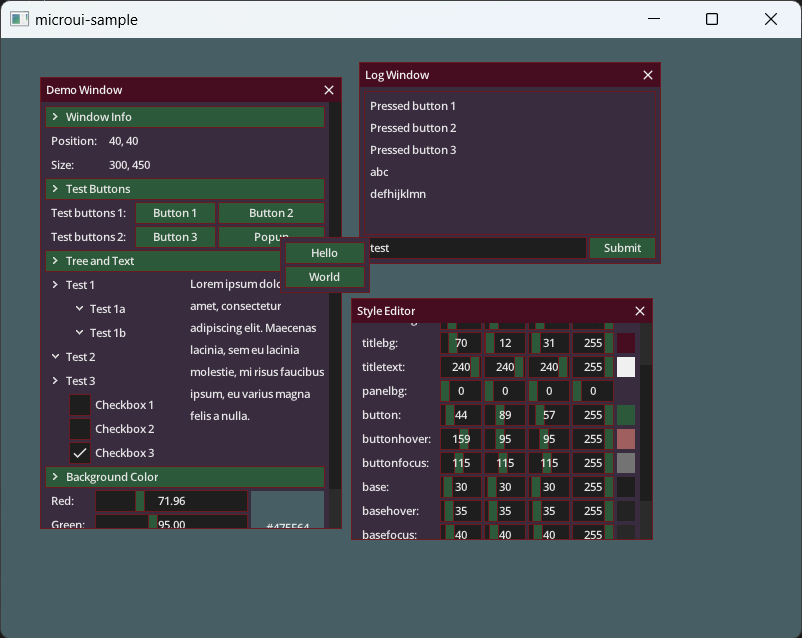 microui-sample
Demo Window
Window Info
Position: 40, 40
Size: 300, 450
Test Buttons
Test buttons 1: Button 1 Button 2
Test buttons 2: Button 3 Popup
Tree and Text
Hello
World
Test 1
Test 1a
Test 1b
Test 2
Test 3
Checkbox 1
Checkbox 2
Checkbox 3
Lorem ipsum dolo
amet, consectetur
adipiscing elit. Maecenas
lacinia, sem eu lacinia
molestie, mi risus faucibus
ipsum, eu varius magna
felis a nulla.
Background Color
Red: 71.96
Green: 95.00
#475F64
Log Window
Pressed button 1
Pressed button 2
Pressed button 3
abc
defhijklmn
test Submit
Style Editor
titlebg: 70 12 31 255
titletext: 240 240 240 255
panelbg: 0 0 0 0
button: 44 89 57 255
buttonhover: 159 95 95 255
buttonfocus: 115 115 115 255
base: 30 30 30 255
basehover: 35 35 35 255
basefocus: 40 40 40 255